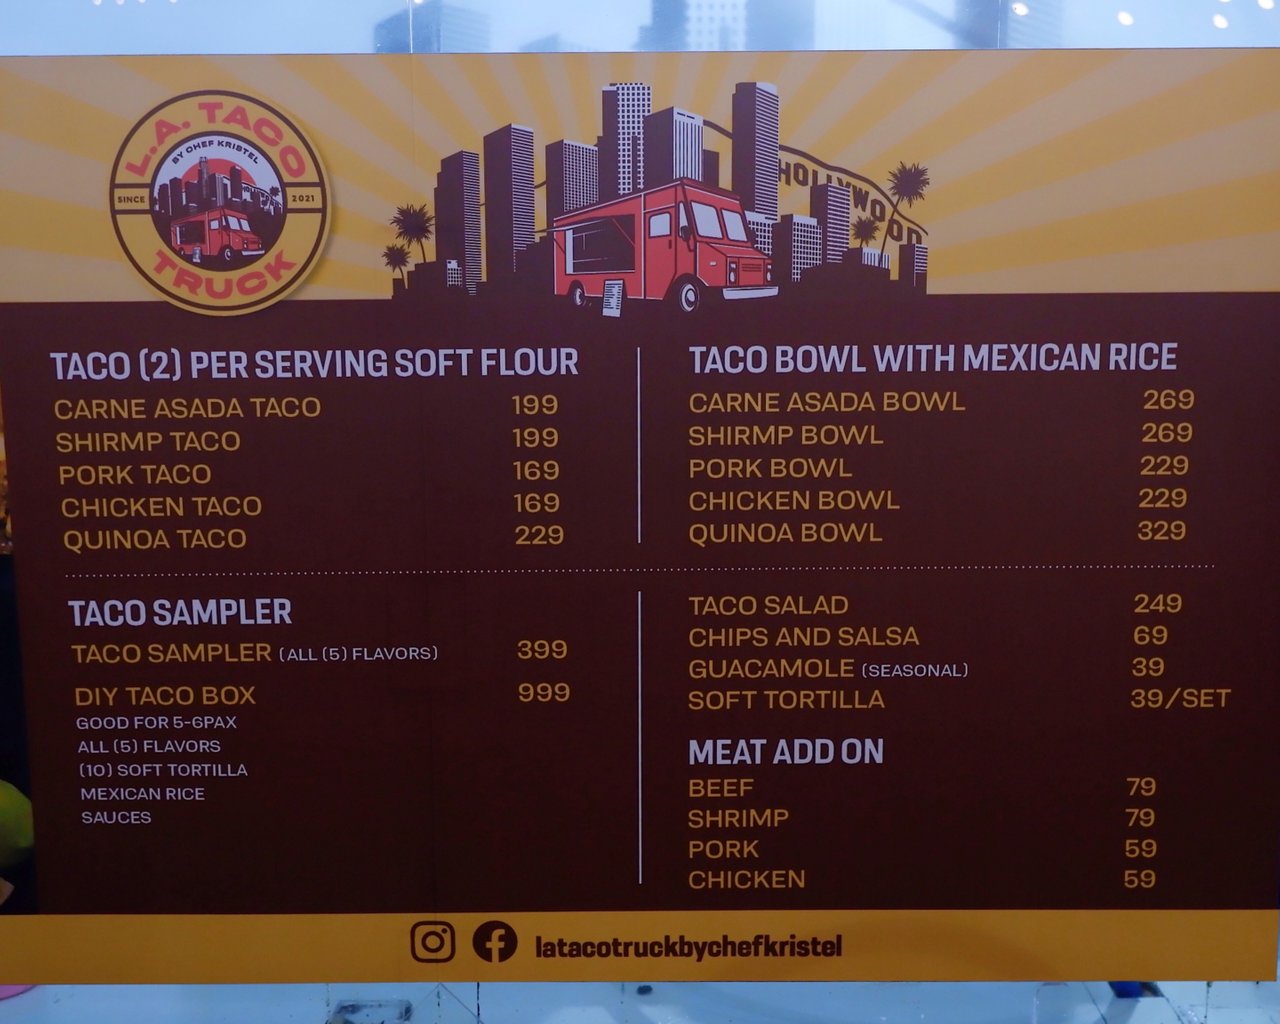 L.A. TACO
BY CHEF KRISTEL
SINCE 2021
TRUCK
HOLLYWOOD
TACO (2) PER SERVING SOFT FLOUR
CARNE ASADA TACO 199
SHIRMP TACO 199
PORK TACO 169
CHICKEN TACO 169
QUINOA TACO 229
TACO BOWL WITH MEXICAN RICE
CARNE ASADA BOWL 269
SHIRMP BOWL 269
PORK BOWL 229
CHICKEN BOWL 229
QUINOA BOWL 329
TACO SAMPLER
TACO SAMPLER (ALL (5) FLAVORS) 399
DIY TACO BOX 999
GOOD FOR 5-6PAX
ALL (5) FLAVORS
(10) SOFT TORTILLA
MEXICAN RICE
SAUCES
TACO SALAD 249
CHIPS AND SALSA 69
GUACAMOLE (SEASONAL) 39
SOFT TORTILLA 39/SET
MEAT ADD ON
BEEF 79
SHRIMP 79
PORK 59
CHICKEN 59
latacotruckbychefkristel